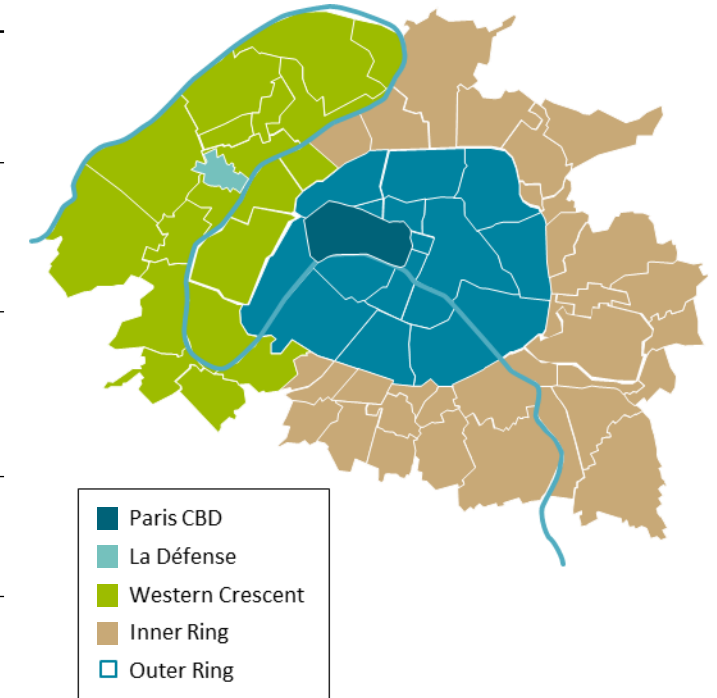 Paris CBD
La Défense
Western Crescent
Inner Ring
Outer Ring